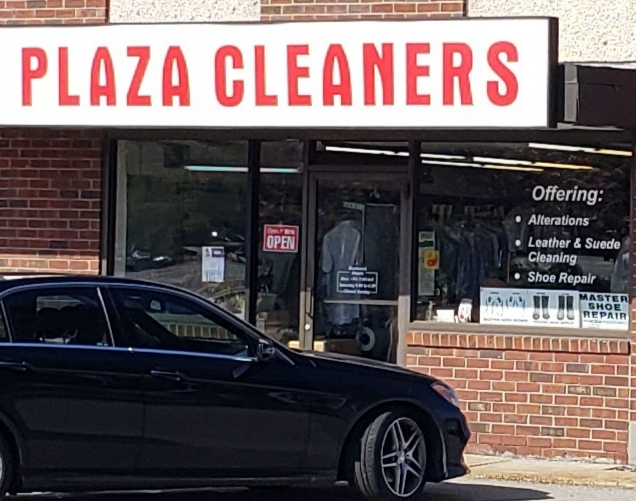 PLAZA CLEANERS
Offering:
• Alterations
• Leather & Suede
Cleaning
• Shoe Repair
OPEN
MASTER
SHOE
REPAIR